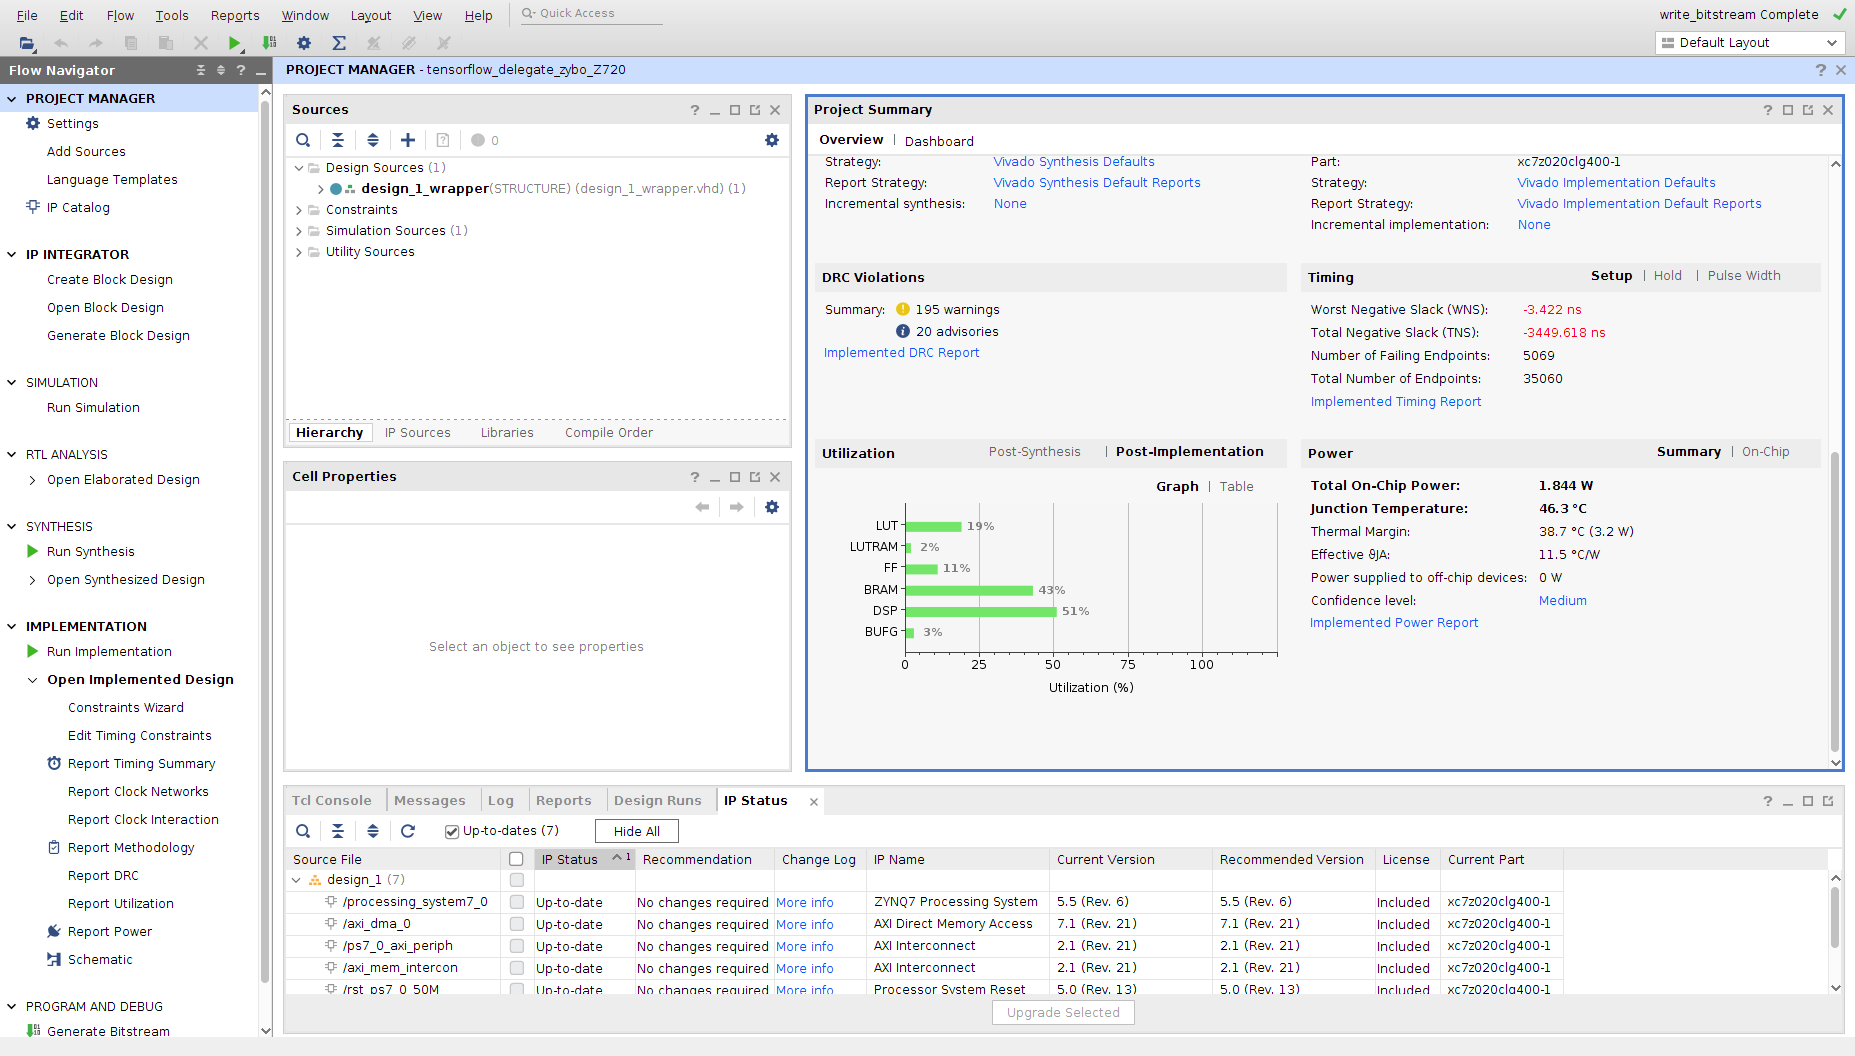 File Edit Flow Tools Reports Window Layout View Help Quick Access write_bitstream Complete
Default Layout
Flow Navigator
PROJECT MANAGER - tensorflow_delegate_zybo_Z720
PROJECT MANAGER
Settings
Add Sources
Language Templates
IP Catalog
IP INTEGRATOR
Create Block Design
Open Block Design
Generate Block Design
SIMULATION
Run Simulation
RTL ANALYSIS
Open Elaborated Design
SYNTHESIS
Run Synthesis
Open Synthesized Design
IMPLEMENTATION
Run Implementation
Open Implemented Design
Constraints Wizard
Edit Timing Constraints
Report Timing Summary
Report Clock Networks
Report Clock Interaction
Report Methodology
Report DRC
Report Utilization
Report Power
Schematic
PROGRAM AND DEBUG
Generate Bitstream
Sources
0
Design Sources (1)
design_1_wrapper(STRUCTURE) (design_1_wrapper.vhd) (1)
Constraints
Simulation Sources (1)
Utility Sources
Hierarchy IP Sources Libraries Compile Order
Cell Properties
Select an object to see properties
Project Summary
Overview | Dashboard
Strategy: Vivado Synthesis Defaults
Report Strategy: Vivado Synthesis Default Reports
Incremental synthesis: None
Part: xc7z020clg400-1
Strategy: Vivado Implementation Defaults
Report Strategy: Vivado Implementation Default Reports
Incremental implementation: None
DRC Violations
Summary: 195 warnings
20 advisories
Implemented DRC Report
Timing Setup | Hold | Pulse Width
Worst Negative Slack (WNS): -3.422 ns
Total Negative Slack (TNS): -3449.618 ns
Number of Failing Endpoints: 5069
Total Number of Endpoints: 35060
Implemented Timing Report
Utilization Post-Synthesis | Post-Implementation
Graph | Table
LUT 19%
LUTRAM 2%
FF 11%
BRAM 43%
DSP 51%
BUFG 3%
0 25 50 75 100
Utilization (%)
Power Summary | On-Chip
Total On-Chip Power: 1.844 W
Junction Temperature: 46.3 °C
Thermal Margin: 38.7 °C (3.2 W)
Effective ϑJA: 11.5 °C/W
Power supplied to off-chip devices: 0 W
Confidence level: Medium
Implemented Power Report
Tcl Console Messages Log Reports Design Runs IP Status
Up-to-dates (7) Hide All
Source File IP Status 1 Recommendation Change Log IP Name Current Version Recommended Version License Current Part
design_1 (7)
/processing_system7_0 Up-to-date No changes required More info ZYNQ7 Processing System 5.5 (Rev. 6) 5.5 (Rev. 6) Included xc7z020clg400-1
/axi_dma_0 Up-to-date No changes required More info AXI Direct Memory Access 7.1 (Rev. 21) 7.1 (Rev. 21) Included xc7z020clg400-1
/ps7_0_axi_periph Up-to-date No changes required More info AXI Interconnect 2.1 (Rev. 21) 2.1 (Rev. 21) Included xc7z020clg400-1
/axi_mem_intercon Up-to-date No changes required More info AXI Interconnect 2.1 (Rev. 21) 2.1 (Rev. 21) Included xc7z020clg400-1
/rst_ps7_0_50M Up-to-date No changes required More info Processor System Reset 5.0 (Rev. 13) 5.0 (Rev. 13) Included xc7z020clg400-1
Upgrade Selected